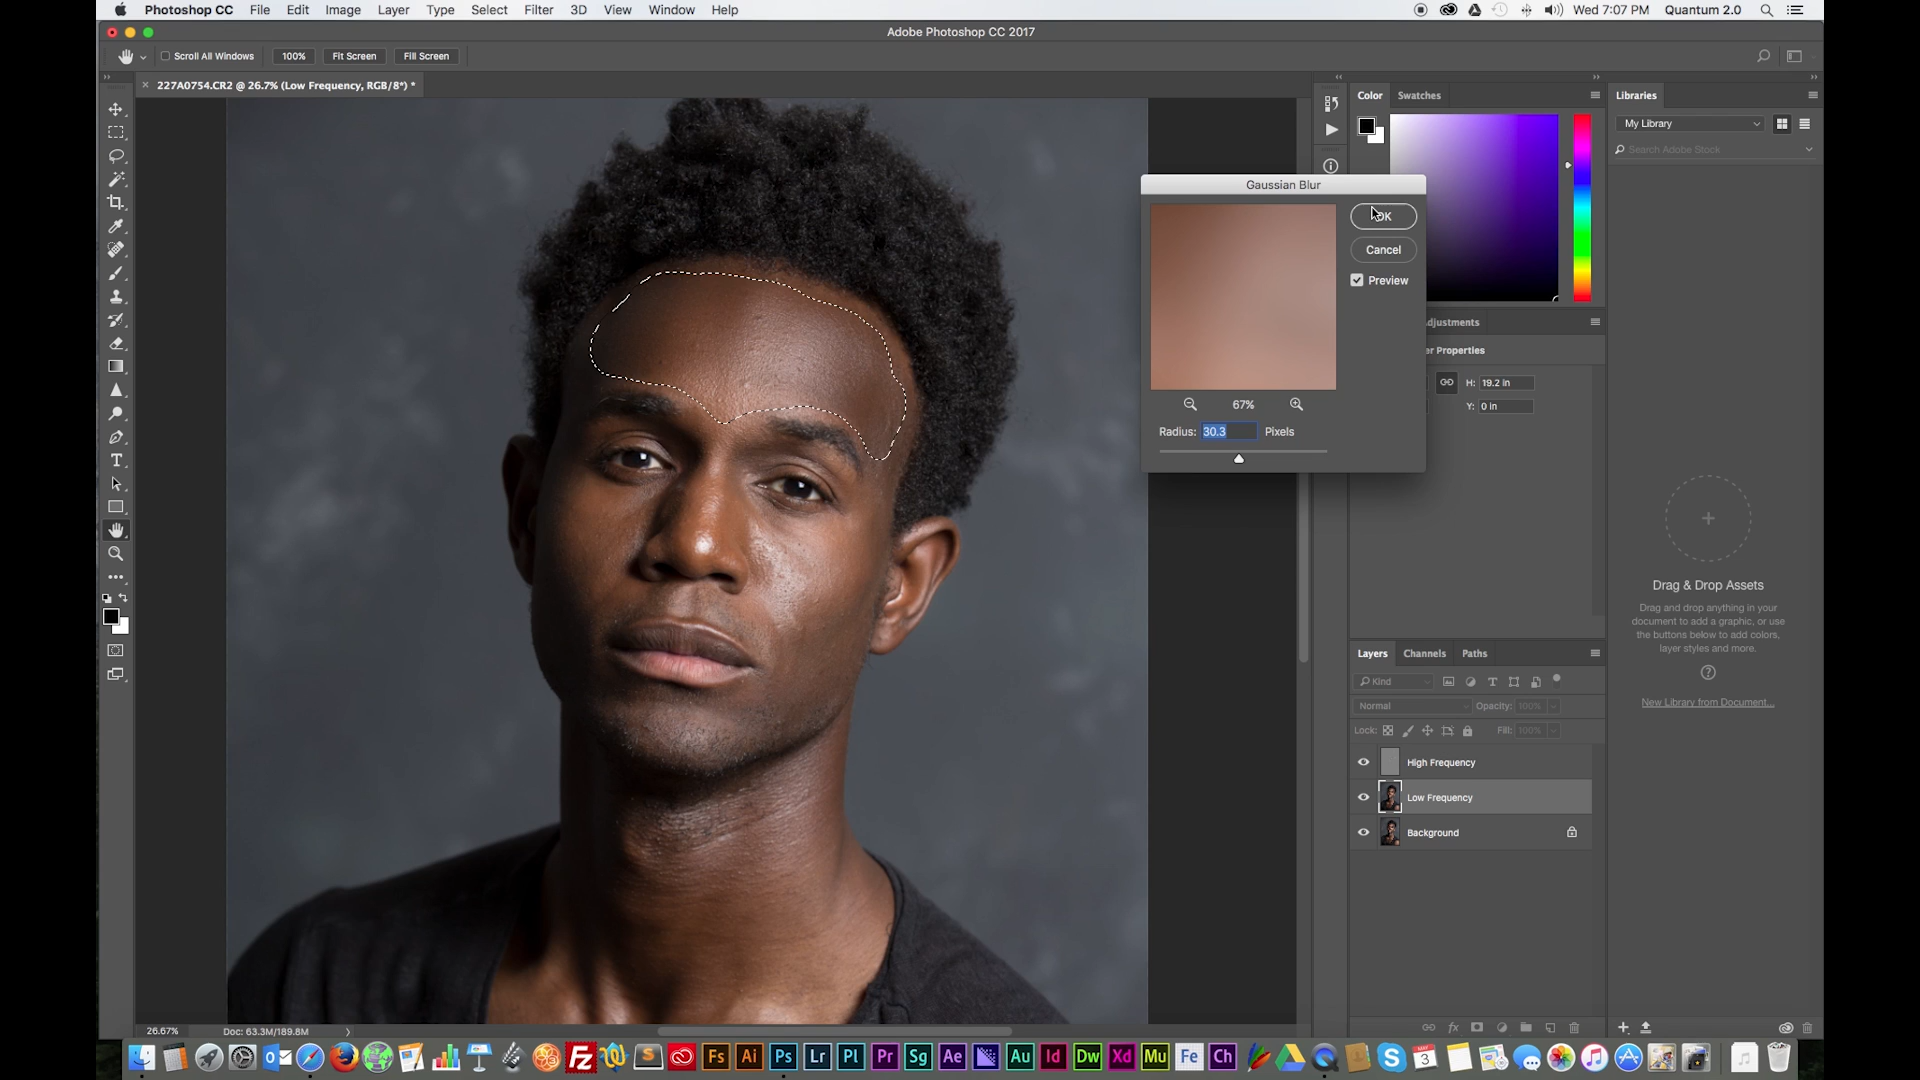 Photoshop CC File Edit Image Layer Type Select Filter 3D View Window Help Wed 7:07 PM Quantum 2.0
Adobe Photoshop CC 2017
Scroll All Windows 100% Fit Screen Fill Screen
227A0754.CR2 @ 26.7% (Low Frequency, RGB/8*) *
Color Swatches
Libraries
My Library
Search Adobe Stock
Gaussian Blur
OK
Cancel
Preview
67%
Radius: 30.3 Pixels
djustments
er Properties
H: 19.2 in
Y: 0 in
Drag & Drop Assets
Drag and drop anything in your
document to add a graphic, or use
the buttons below to add colors,
layer styles and more.
New Library from Document...
Layers Channels Paths
Kind
Normal Opacity: 100%
Lock: Fill: 100%
High Frequency
Low Frequency
Background
26.67% Doc: 63.3M/189.8M
Fs Ai Ps Lr Pl Pr Sg Ae Au Id Dw Xd Mu Fe Ch